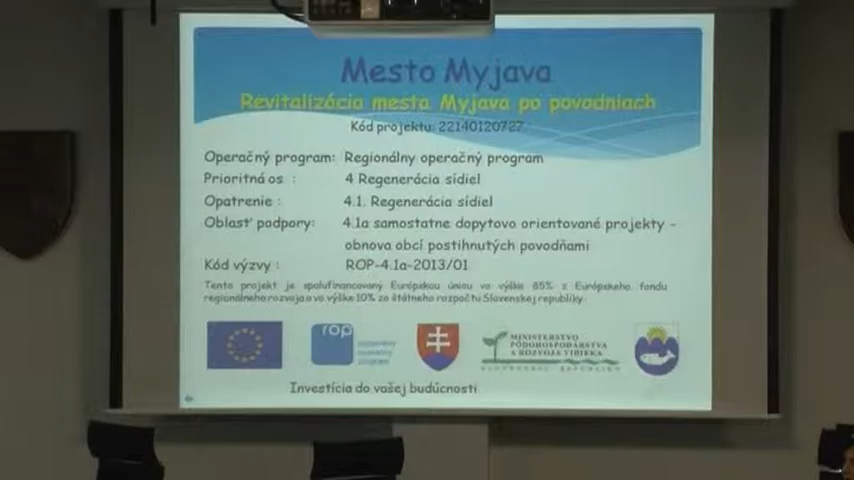 Mesto Myjava
Revitalizácia mesta Myjava po povodniach
Kód projektu: 22140120727
Operačný program: Regionálny operačný program
Prioritná os : 4 Regenerácia sídiel
Opatrenie : 4.1. Regenerácia sídiel
Oblasť podpory: 4.1a samostatne dopytovo orientované projekty -
obnova obcí postihnutých povodňami
Kód výzvy : ROP-4.1a-2013/01
Tento projekt je spolufinancovaný Európskou úniou vo výške 85% z Európskeho fondu
regionálneho rozvoja a vo výške 10% zo štátneho rozpočtu Slovenskej republiky
rop
MINISTERSTVO
PÔDOHOSPODÁRSTVA
A ROZVOJA VIDIEKA
Investícia do vašej budúcnosti